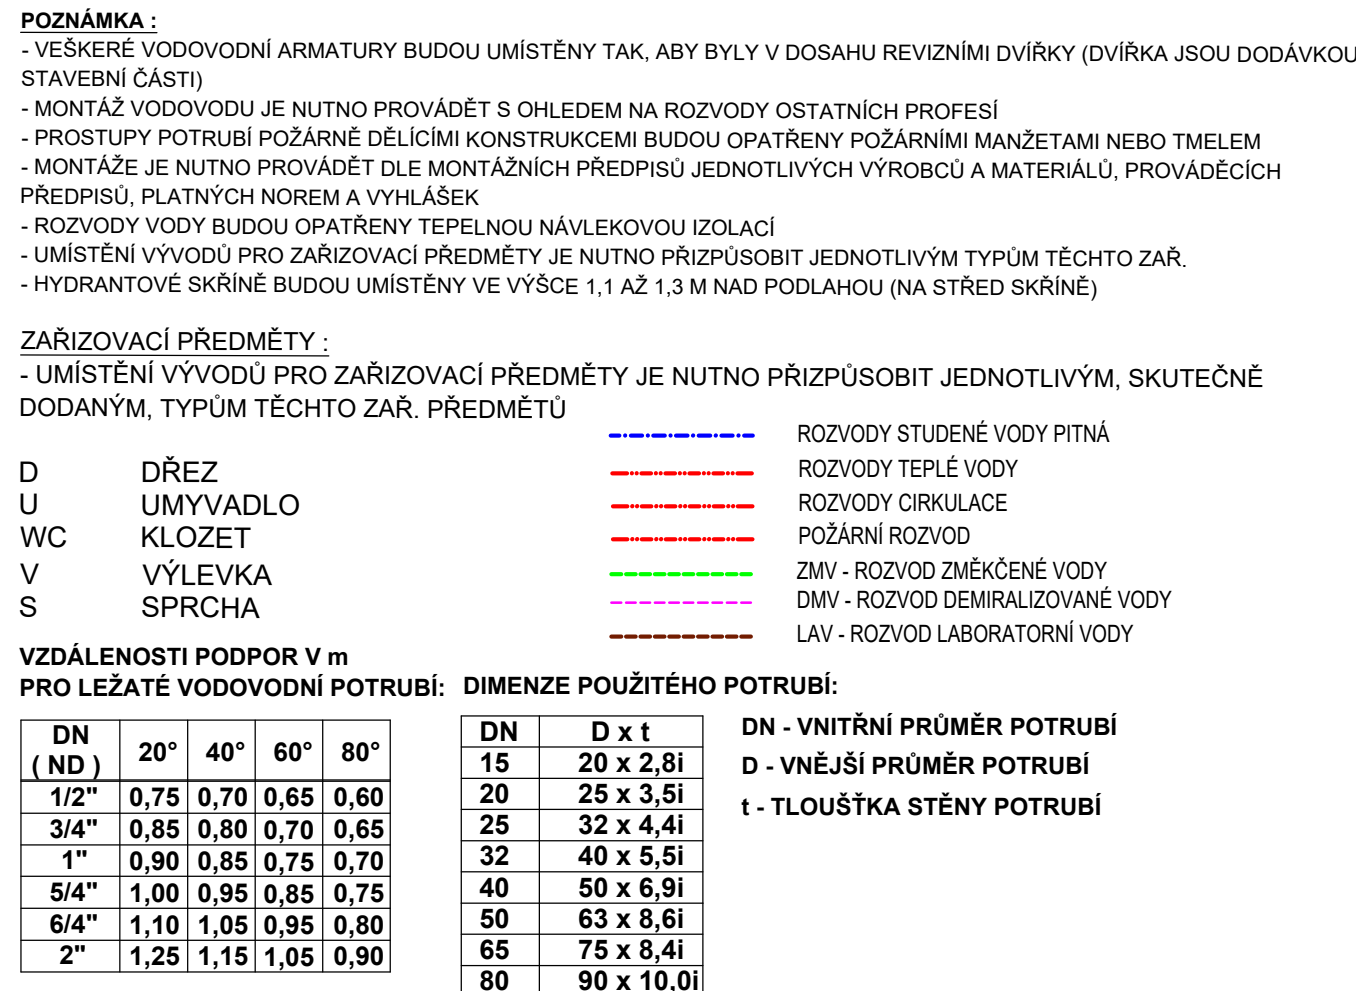 POZNÁMKA :
- VEŠKERÉ VODOVODNÍ ARMATURY BUDOU UMÍSTĚNY TAK, ABY BYLY V DOSAHU REVIZNÍMI DVÍŘKY (DVÍŘKA JSOU DODÁVKOU
STAVEBNÍ ČÁSTI)
- MONTÁŽ VODOVODU JE NUTNO PROVÁDĚT S OHLEDEM NA ROZVODY OSTATNÍCH PROFESÍ
- PROSTUPY POTRUBÍ POŽÁRNĚ DĚLÍCÍMI KONSTRUKCEMI BUDOU OPATŘENY POŽÁRNÍMI MANŽETAMI NEBO TMELEM
- MONTÁŽE JE NUTNO PROVÁDĚT DLE MONTÁŽNÍCH PŘEDPISŮ JEDNOTLIVÝCH VÝROBCŮ A MATERIÁLŮ, PROVÁDĚCÍCH
PŘEDPISŮ, PLATNÝCH NOREM A VYHLÁŠEK
- ROZVODY VODY BUDOU OPATŘENY TEPELNOU NÁVLEKOVOU IZOLACÍ
- UMÍSTĚNÍ VÝVODŮ PRO ZAŘIZOVACÍ PŘEDMĚTY JE NUTNO PŘIZPŮSOBIT JEDNOTLIVÝM TYPŮM TĚCHTO ZAŘ.
- HYDRANTOVÉ SKŘÍNĚ BUDOU UMÍSTĚNY VE VÝŠCE 1,1 AŽ 1,3 M NAD PODLAHOU (NA STŘED SKŘÍNĚ)
ZAŘIZOVACÍ PŘEDMĚTY :
- UMÍSTĚNÍ VÝVODŮ PRO ZAŘIZOVACÍ PŘEDMĚTY JE NUTNO PŘIZPŮSOBIT JEDNOTLIVÝM, SKUTEČNĚ
DODANÝM, TYPŮM TĚCHTO ZAŘ. PŘEDMĚTŮ
D DŘEZ
U UMYVADLO
WC KLOZET
V VÝLEVKA
S SPRCHA
ROZVODY STUDENÉ VODY PITNÁ
ROZVODY TEPLÉ VODY
ROZVODY CIRKULACE
POŽÁRNÍ ROZVOD
ZMV - ROZVOD ZMĚKČENÉ VODY
DMV - ROZVOD DEMIRALIZOVANÉ VODY
LAV - ROZVOD LABORATORNÍ VODY
VZDÁLENOSTI PODPOR V m
PRO LEŽATÉ VODOVODNÍ POTRUBÍ:
DN
( ND ) 20° 40° 60° 80°
1/2" 0,75 0,70 0,65 0,60
3/4" 0,85 0,80 0,70 0,65
1" 0,90 0,85 0,75 0,70
5/4" 1,00 0,95 0,85 0,75
6/4" 1,10 1,05 0,95 0,80
2" 1,25 1,15 1,05 0,90
DIMENZE POUŽITÉHO POTRUBÍ:
DN D x t
15 20 x 2,8i
20 25 x 3,5i
25 32 x 4,4i
32 40 x 5,5i
40 50 x 6,9i
50 63 x 8,6i
65 75 x 8,4i
80 90 x 10,0i
DN - VNITŘNÍ PRŮMĚR POTRUBÍ
D - VNĚJŠÍ PRŮMĚR POTRUBÍ
t - TLOUŠŤKA STĚNY POTRUBÍ